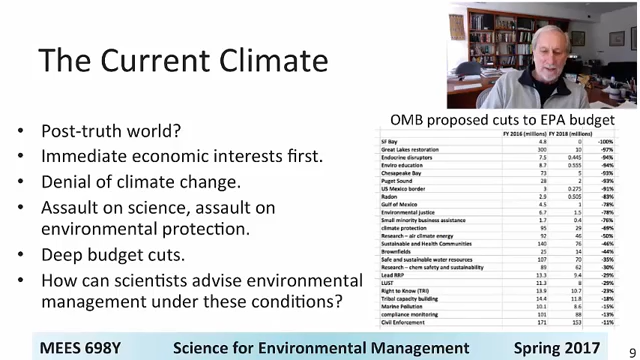 The Current Climate
• Post-truth world?
• Immediate economic interests first.
• Denial of climate change.
• Assault on science, assault on
environmental protection.
• Deep budget cuts.
• How can scientists advise environmental
management under these conditions?
OMB proposed cuts to EPA budget
FY 2016 (millions) FY 2018 (millions)
SF Bay 4.8 0 -100%
Great Lakes restoration 300 10 -97%
Endocrine disruptors 7.5 0.445 -94%
Enviro education 8.7 0.555 -94%
Chesapeake Bay 73 5 -93%
Puget Sound 28 2 -93%
US Mexico border 3 0.275 -91%
Radon 2.9 0.505 -83%
Gulf of Mexico 4.5 1 -78%
Environmental justice 6.7 1.5 -78%
Small minority business assistance 1.7 0.4 -76%
climate protection 95 29 -69%
Research – air climate energy 92 46 -50%
Sustainable and Health Communities 140 76 -46%
Brownfields 25 14 -44%
Safe and sustainable water resources 107 70 -35%
Research – chem safety and sustainability 89 62 -30%
Lead RRP 13.3 9.4 -29%
LUST 11.3 8 -29%
Right to Know (TRI) 13.9 10.7 -23%
Tribal capacity building 14.4 11.8 -18%
Marine Pollution 10.1 8.6 -15%
compliance monitoring 101 88 -13%
Civil Enforcement 171 153 -11%
MEES 698Y Science for Environmental Management Spring 2017
9